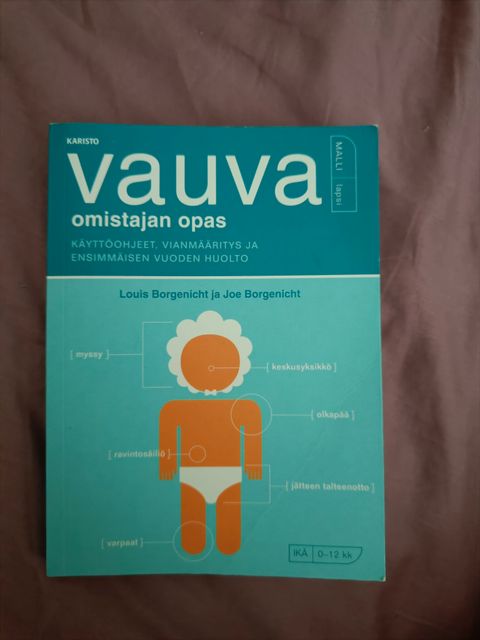 KARISTO
vauva
MALLI lapsi
omistajan opas
KÄYTTÖOHJEET, VIANMÄÄRITYS JA
ENSIMMÄISEN VUODEN HUOLTO
Louis Borgenicht ja Joe Borgenicht
[ myssy ]
[ keskusyksikkö ]
[ olkapää ]
[ ravintosäiliö ]
[ jätteen talteenotto ]
[ varpaat ]
IKÄ 0–12 kk